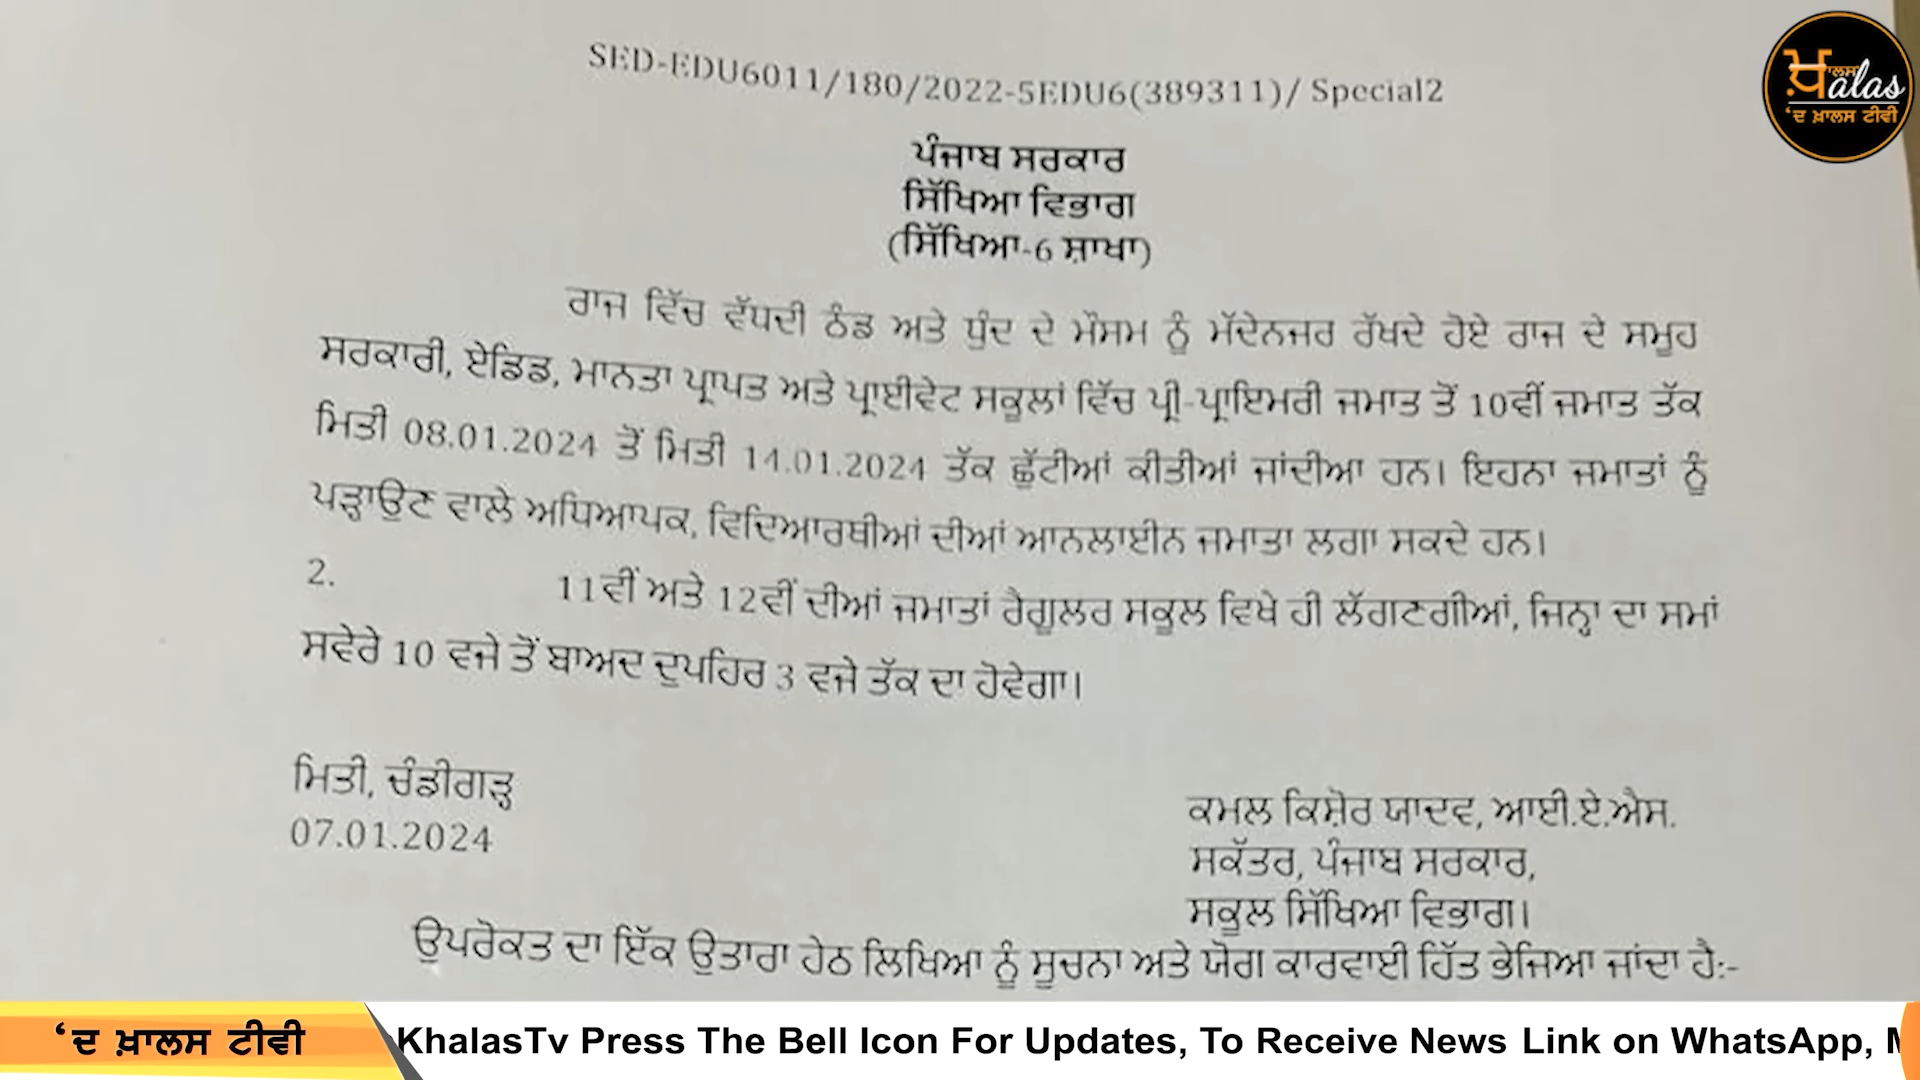 SED-EDU6011/180/2022-5EDU6(389311)/ Special2
ਖ਼ਾਲਸ
alas
‘ਦ ਖ਼ਾਲਸ ਟੀਵੀ
ਪੰਜਾਬ ਸਰਕਾਰ
ਸਿੱਖਿਆ ਵਿਭਾਗ
(ਸਿੱਖਿਆ-6 ਸ਼ਾਖਾ)
ਰਾਜ ਵਿੱਚ ਵੱਧਦੀ ਠੰਡ ਅਤੇ ਧੁੰਦ ਦੇ ਮੌਸਮ ਨੂੰ ਮੱਦੇਨਜਰ ਰੱਖਦੇ ਹੋਏ ਰਾਜ ਦੇ ਸਮੂਹ
ਸਰਕਾਰੀ, ਏਡਿਡ, ਮਾਨਤਾ ਪ੍ਰਾਪਤ ਅਤੇ ਪ੍ਰਾਈਵੇਟ ਸਕੂਲਾਂ ਵਿੱਚ ਪ੍ਰੀ-ਪ੍ਰਾਇਮਰੀ ਜਮਾਤ ਤੋਂ 10ਵੀਂ ਜਮਾਤ ਤੱਕ
ਮਿਤੀ 08.01.2024 ਤੋਂ ਮਿਤੀ 14.01.2024 ਤੱਕ ਛੁੱਟੀਆਂ ਕੀਤੀਆਂ ਜਾਂਦੀਆ ਹਨ। ਇਹਨਾ ਜਮਾਤਾਂ ਨੂੰ
ਪੜ੍ਹਾਉਣ ਵਾਲੇ ਅਧਿਆਪਕ, ਵਿਦਿਆਰਥੀਆਂ ਦੀਆਂ ਆਨਲਾਈਨ ਜਮਾਤਾ ਲਗਾ ਸਕਦੇ ਹਨ।
2. 11ਵੀਂ ਅਤੇ 12ਵੀਂ ਦੀਆਂ ਜਮਾਤਾਂ ਰੈਗੂਲਰ ਸਕੂਲ ਵਿਖੇ ਹੀ ਲੱਗਣਗੀਆਂ, ਜਿਨ੍ਹਾ ਦਾ ਸਮਾਂ
ਸਵੇਰੇ 10 ਵਜੇ ਤੋਂ ਬਾਅਦ ਦੁਪਹਿਰ 3 ਵਜੇ ਤੱਕ ਦਾ ਹੋਵੇਗਾ।
ਮਿਤੀ, ਚੰਡੀਗੜ੍ਹ
07.01.2024
ਕਮਲ ਕਿਸ਼ੋਰ ਯਾਦਵ, ਆਈ.ਏ.ਐਸ.
ਸਕੱਤਰ, ਪੰਜਾਬ ਸਰਕਾਰ,
ਸਕੂਲ ਸਿੱਖਿਆ ਵਿਭਾਗ।
ਉਪਰੋਕਤ ਦਾ ਇੱਕ ਉਤਾਰਾ ਹੇਠ ਲਿਖਿਆ ਨੂੰ ਸੂਚਨਾ ਅਤੇ ਯੋਗ ਕਾਰਵਾਈ ਹਿੱਤ ਭੇਜਿਆ ਜਾਂਦਾ ਹੈ:-
‘ਦ ਖ਼ਾਲਸ ਟੀਵੀ
KhalasTv Press The Bell Icon For Updates, To Receive News Link on WhatsApp,